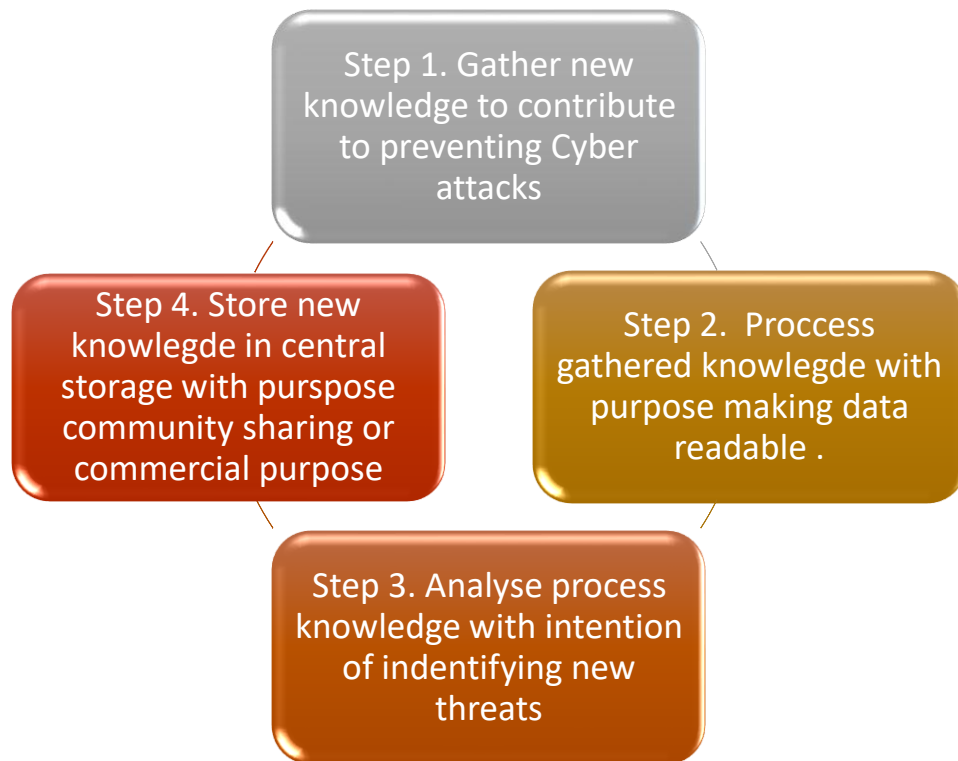 Step 1. Gather new
knowledge to contribute
to preventing Cyber
attacks
Step 2.  Proccess
gathered knowlegde with
purpose making data
readable .
Step 3. Analyse process
knowledge with intention
of indentifying new
threats
Step 4. Store new
knowlegde in central
storage with purspose
community sharing or
commercial purpose